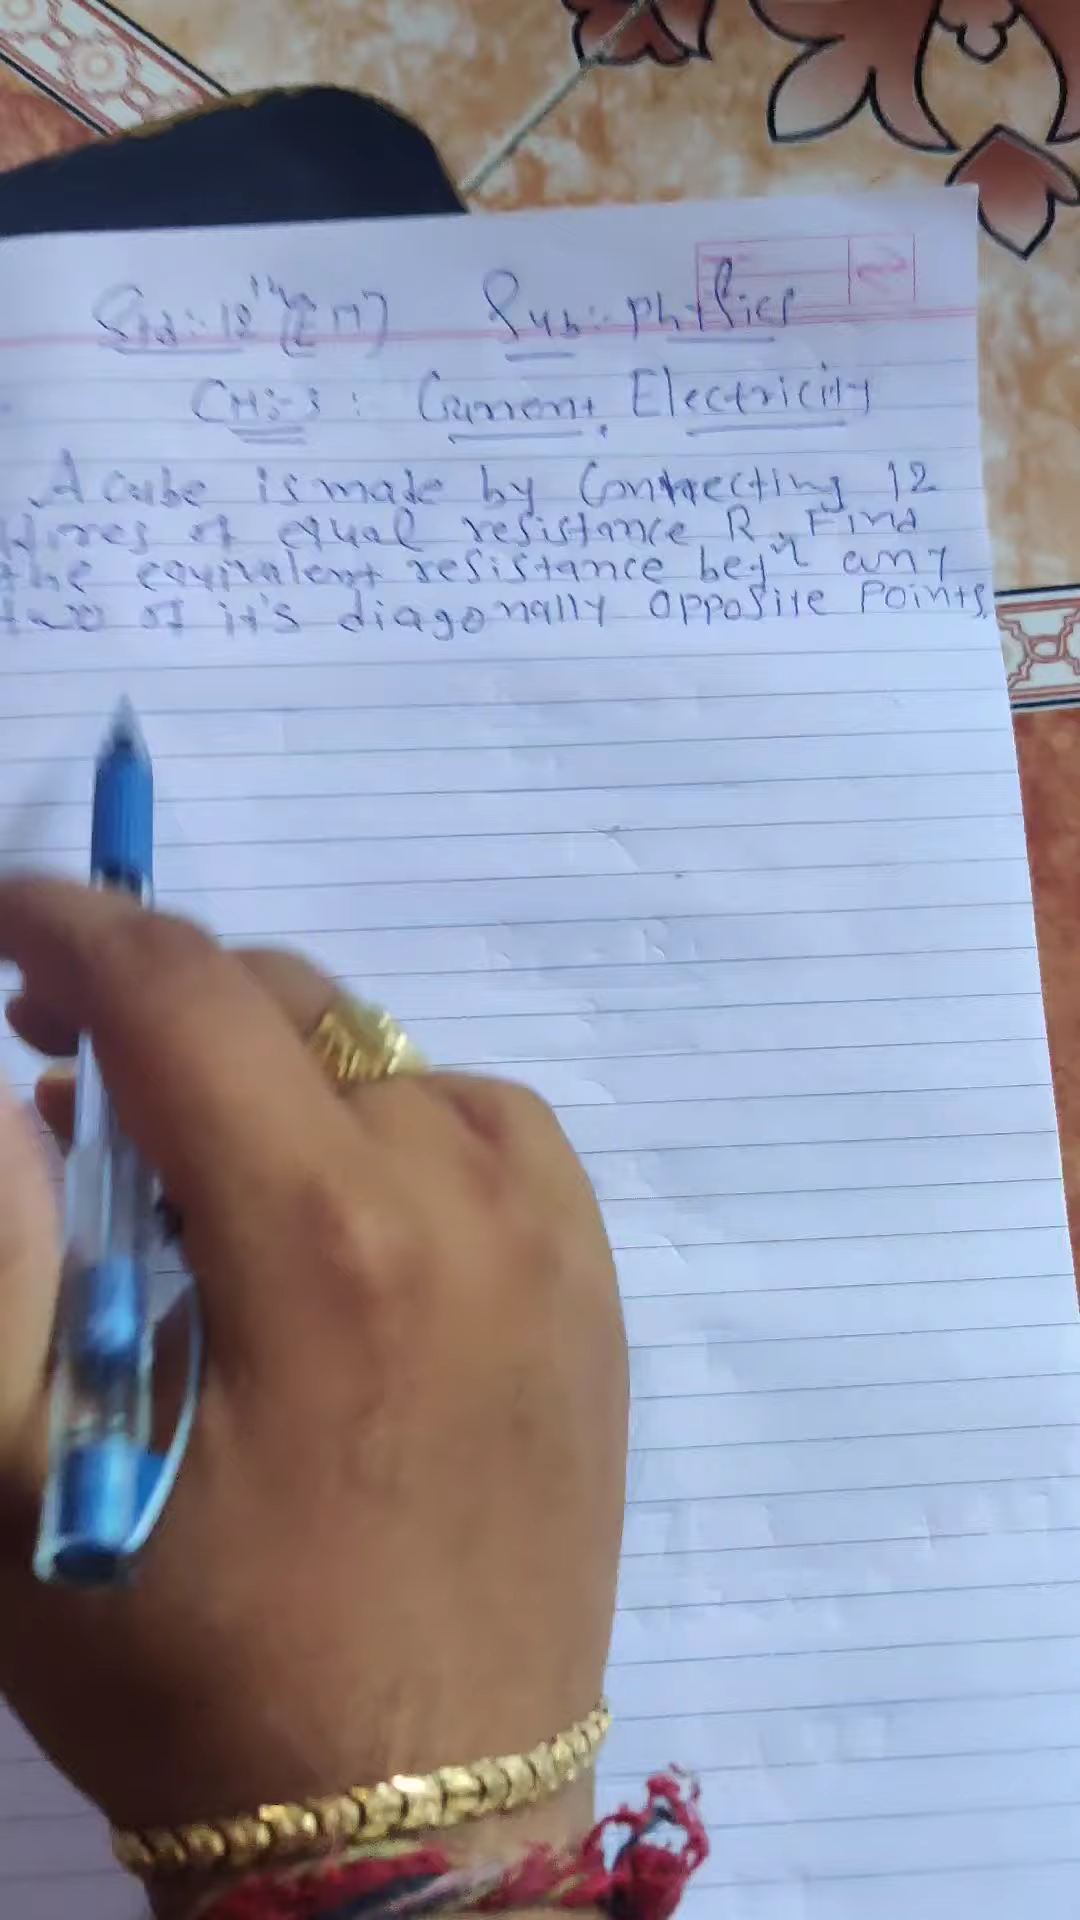 Std:- 12th (EM) Sub:- Physics
CH:-3 : Current Electricity
A cube is made by Connecting 12
Wires of equal resistance R. Find
the equivalent resistance betn any
two of it's diagonally opposite Points.